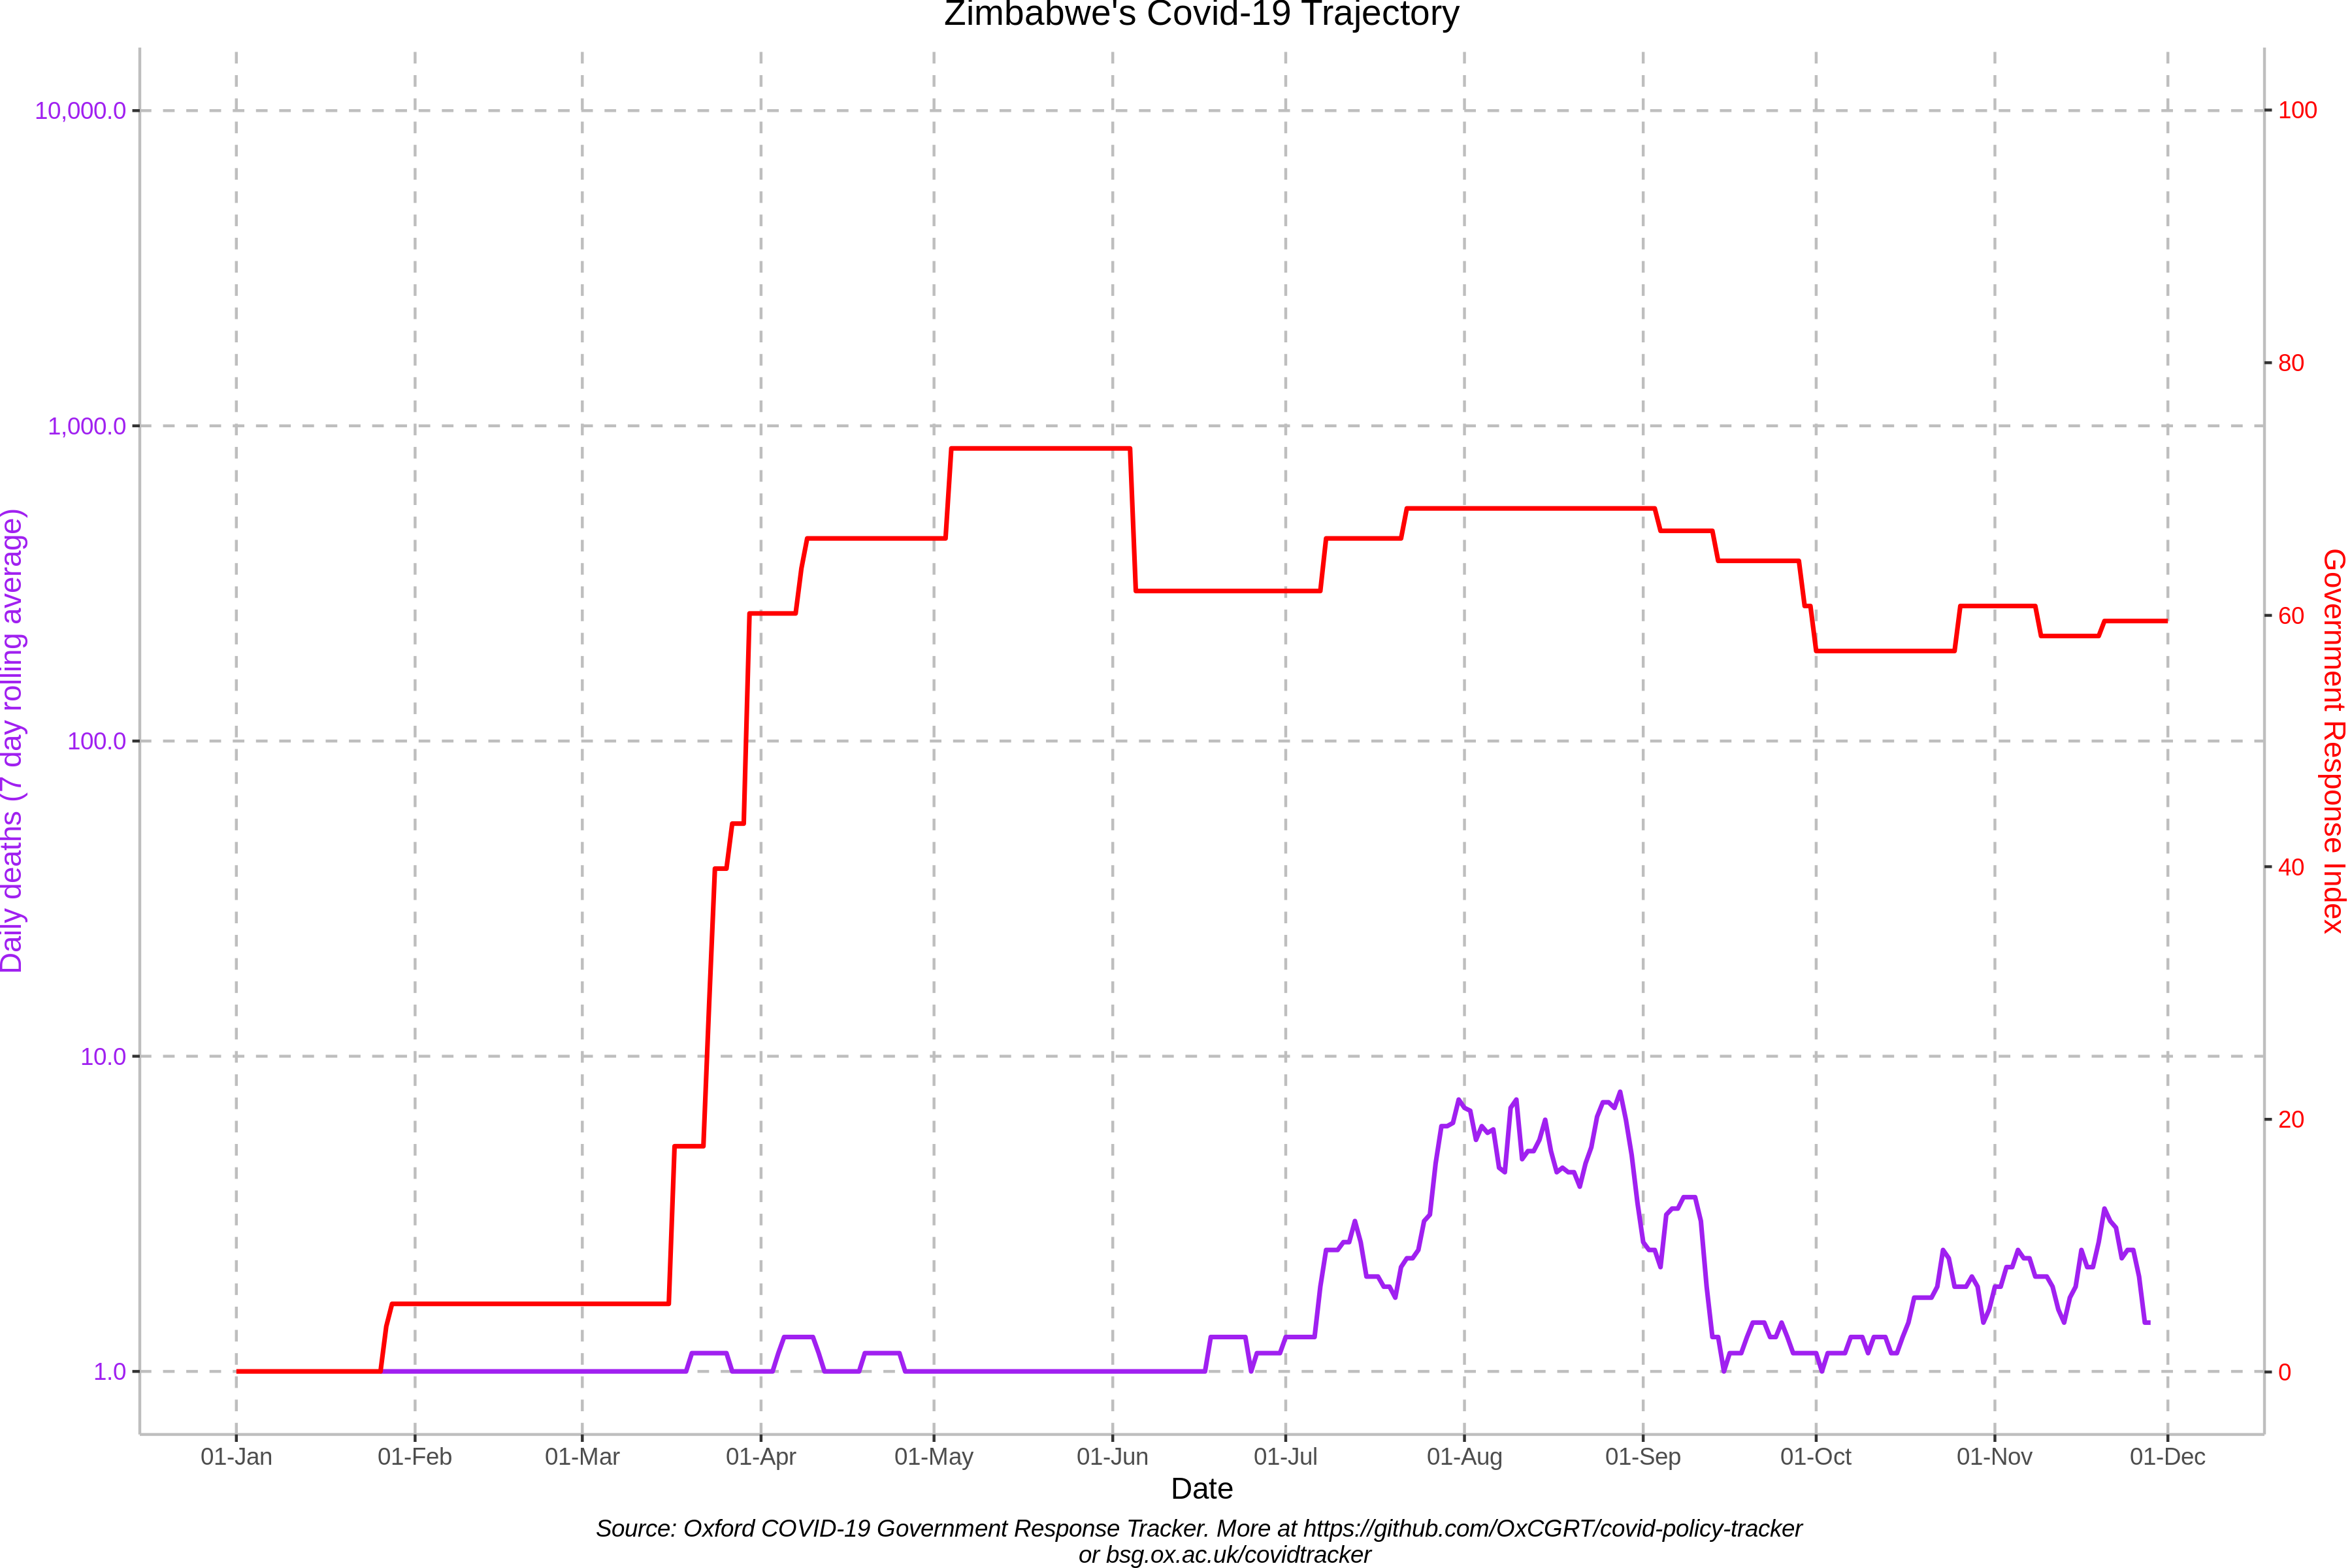 Zimbabwe's Covid-19 Trajectory
10,000.0
1,000.0
100.0
10.0
1.0
Daily deaths (7 day rolling average)
100
80
60
40
20
0
Government Response Index
01-Jan 01-Feb 01-Mar 01-Apr 01-May 01-Jun 01-Jul 01-Aug 01-Sep 01-Oct 01-Nov 01-Dec
Date
Source: Oxford COVID-19 Government Response Tracker. More at https://github.com/OxCGRT/covid-policy-tracker
or bsg.ox.ac.uk/covidtracker